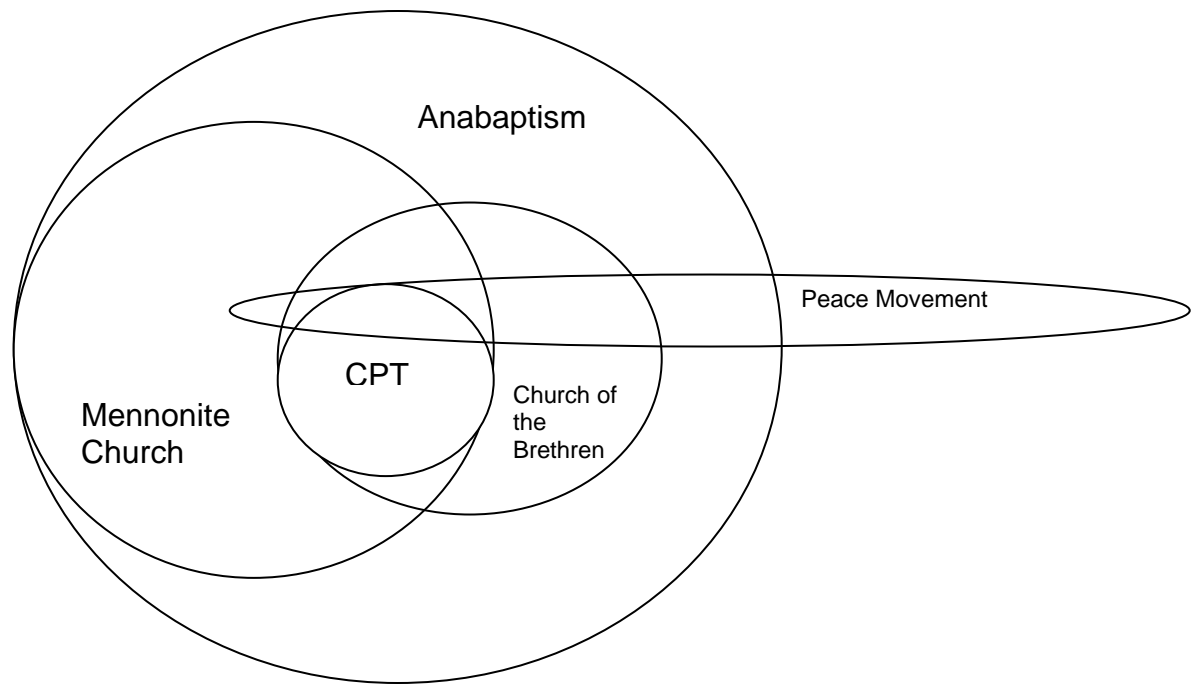 Anabaptism
Peace Movement
CPT
Church of
the
Brethren
Mennonite
Church